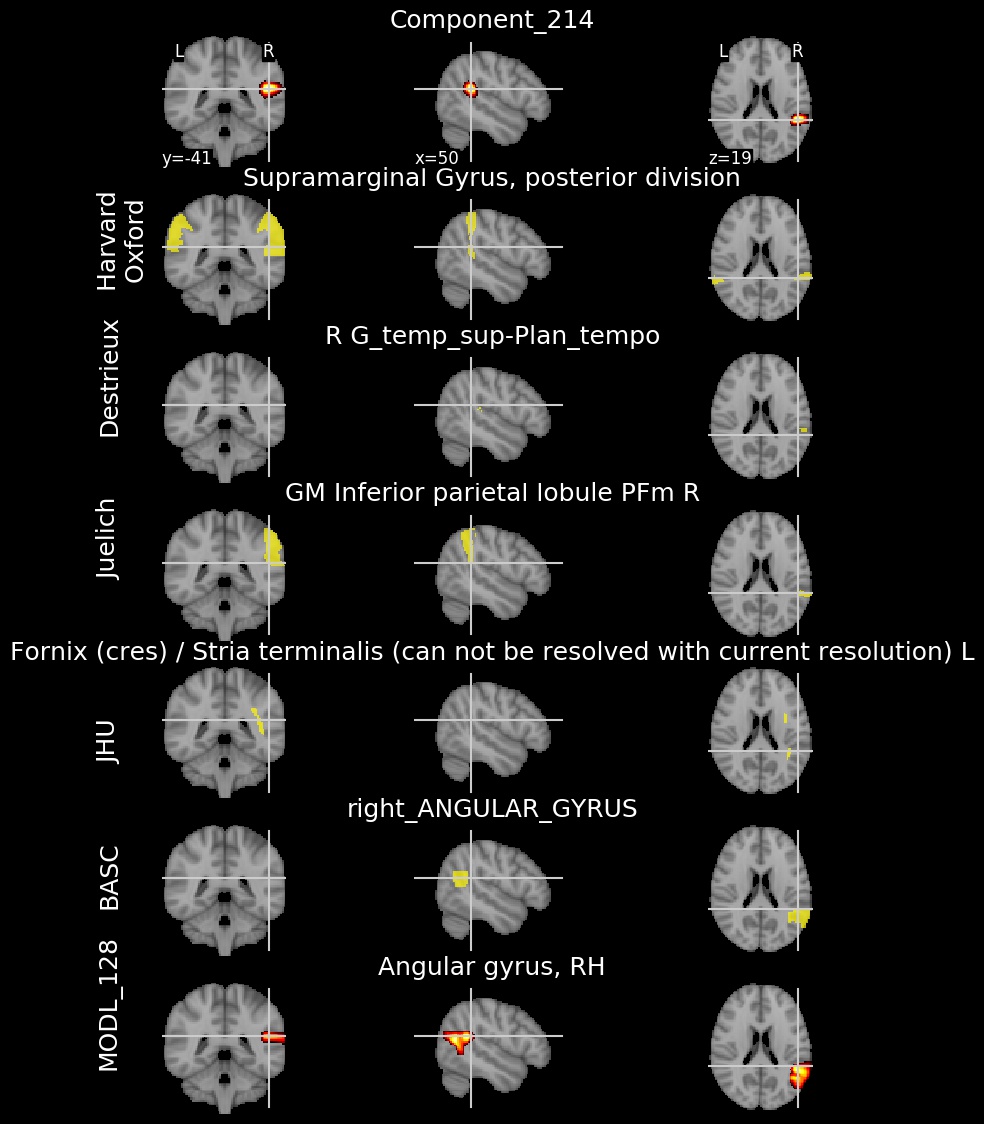 Component_214
L R L R
y=-41 x=50 z=19
Supramarginal Gyrus, posterior division
Harvard
Oxford
R G_temp_sup-Plan_tempo
Destrieux
GM Inferior parietal lobule PFm R
Juelich
Fornix (cres) / Stria terminalis (can not be resolved with current resolution) L
JHU
right_ANGULAR_GYRUS
BASC
Angular gyrus, RH
MODL_128